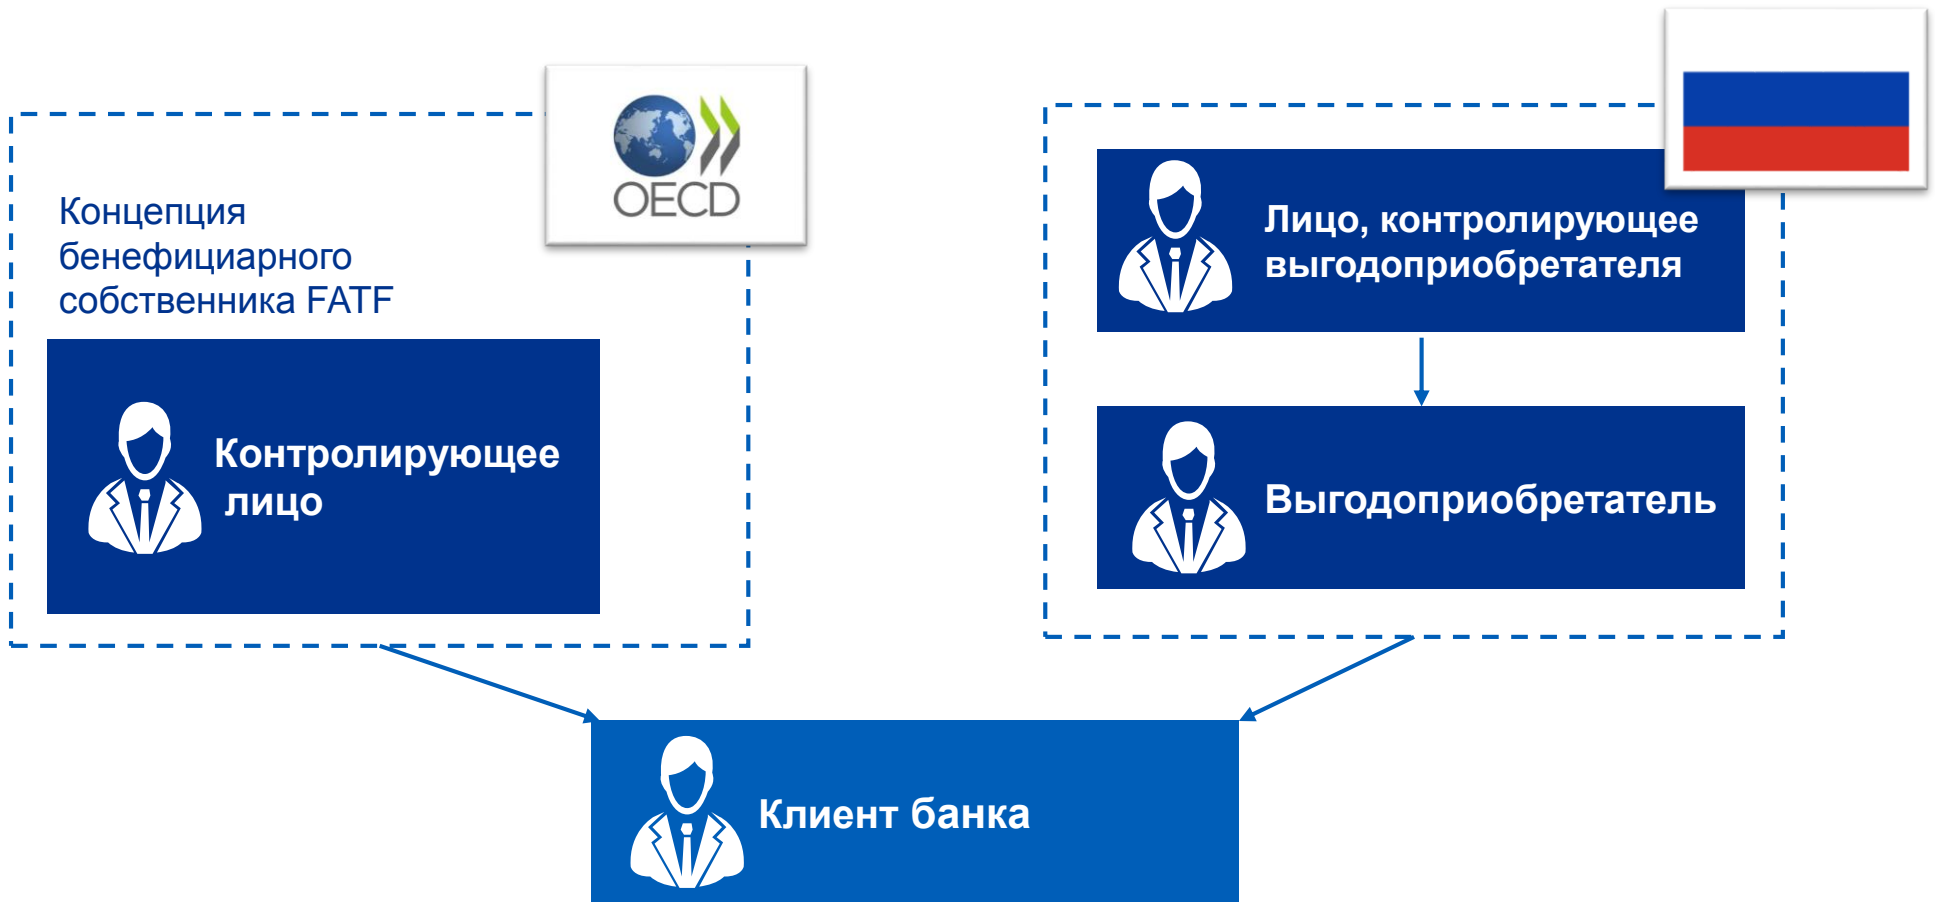 OECD
Концепция
бенефициарного
собственника FATF
Контролирующее
лицо
Лицо, контролирующее
выгодоприобретателя
Выгодоприобретатель
Клиент банка